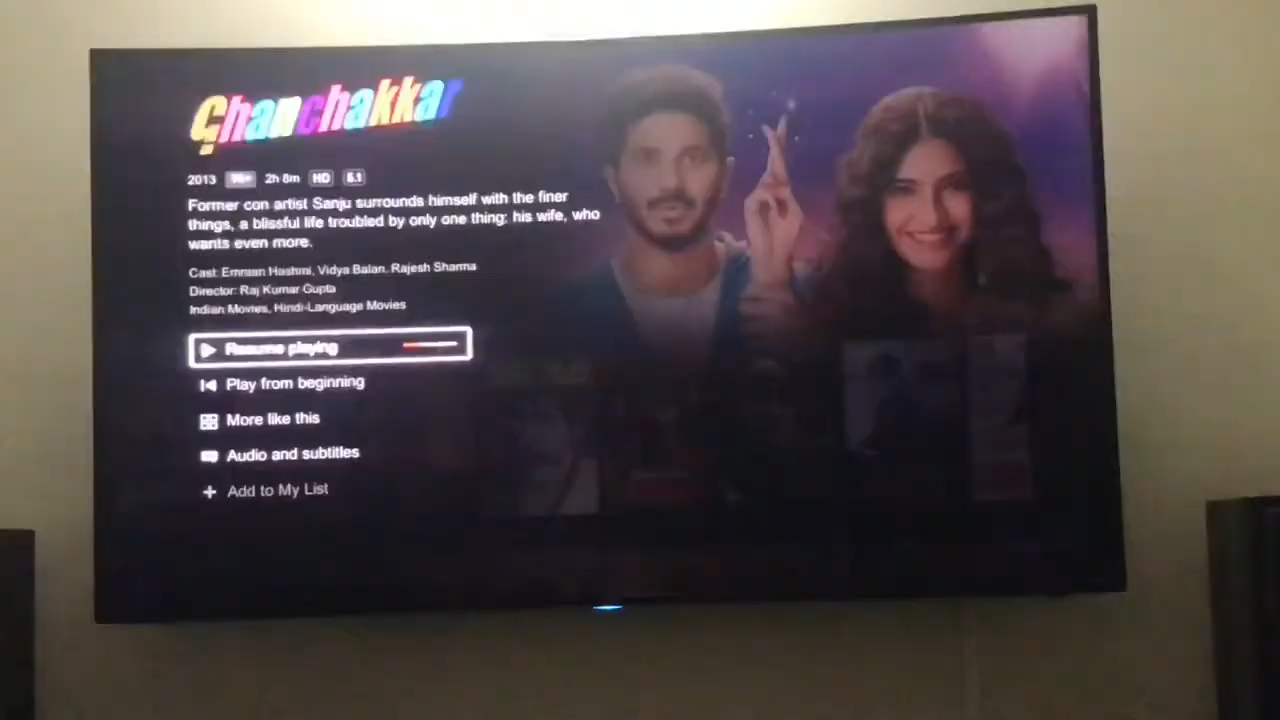 Ghanchakkar
2013 2h 8m HD 5.1
Former con artist Sanju surrounds himself with the finer
things, a blissful life troubled by only one thing: his wife, who
wants even more.
Cast: Emraan Hashmi, Vidya Balan, Rajesh Sharma
Director: Raj Kumar Gupta
Indian Movies, Hindi-Language Movies
Resume playing
Play from beginning
More like this
Audio and subtitles
Add to My List